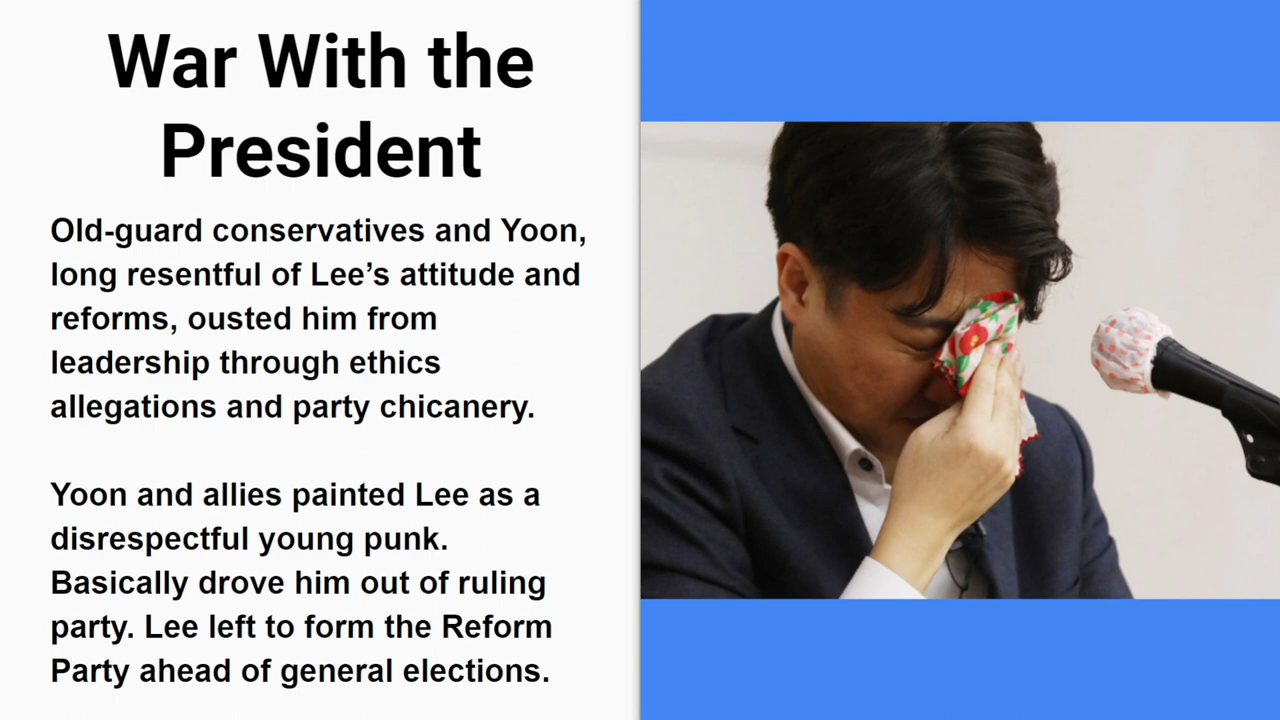 War With the
President
Old-guard conservatives and Yoon,
long resentful of Lee’s attitude and
reforms, ousted him from
leadership through ethics
allegations and party chicanery.
Yoon and allies painted Lee as a
disrespectful young punk.
Basically drove him out of ruling
party. Lee left to form the Reform
Party ahead of general elections.